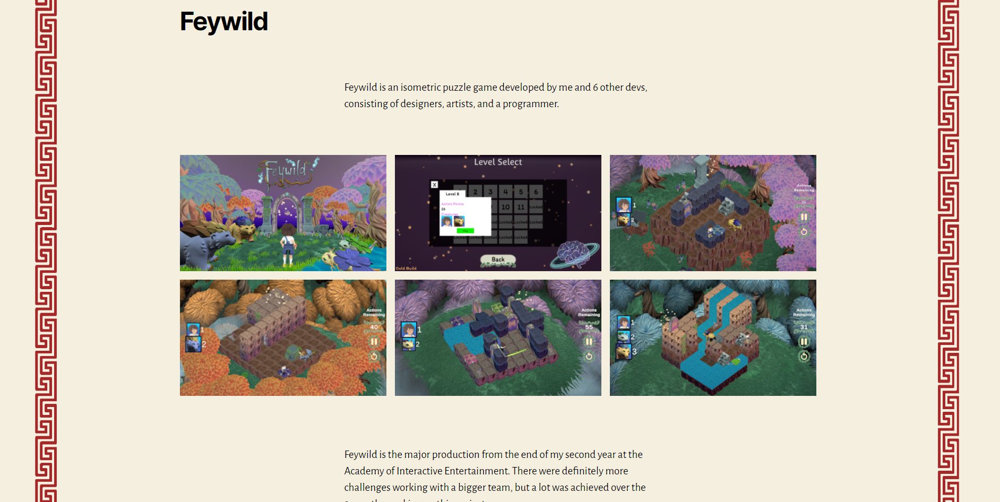 Feywild
Feywild is an isometric puzzle game developed by me and 6 other devs,
consisting of designers, artists, and a programmer.
Feywild
Level Select
X
Level 8
Action Points
26
Creatures
Play
2 3 4 5 6
10 11 Locked
Locked Locked Locked Locked
Locked Locked Locked Locked Locked
Back
Gold Build
1
2
Actions
Remaining
24
1
2
Actions
Remaining
40
1
2
Actions
Remaining
55
1
2
3
Actions
Remaining
31
Feywild is the major production from the end of my second year at the
Academy of Interactive Entertainment. There were definitely more
challenges working with a bigger team, but a lot was achieved over the